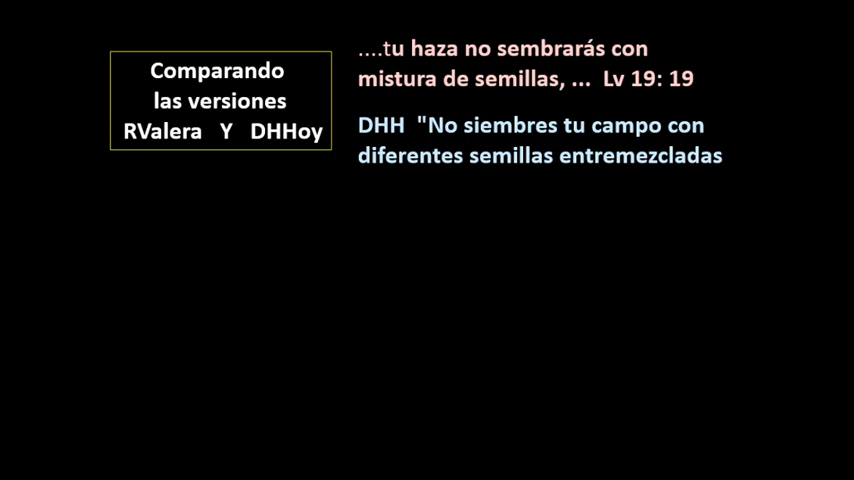 Comparando
las versiones
RValera Y DHHoy
....tu haza no sembrarás con
mistura de semillas, ... Lv 19: 19
DHH "No siembres tu campo con
diferentes semillas entremezcladas